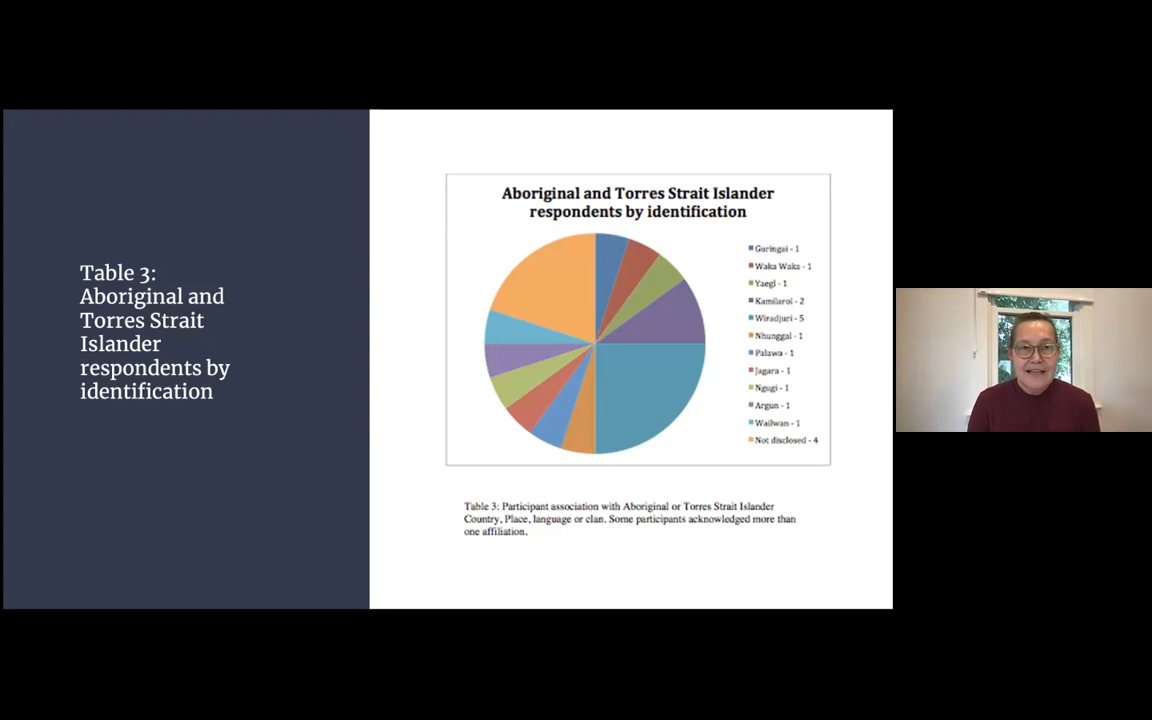 Table 3:
Aboriginal and
Torres Strait
Islander
respondents by
identification
Aboriginal and Torres Strait Islander
respondents by identification
Guringai - 1
Waka Waka - 1
Yaegl - 1
Kamilaroi - 2
Wiradjuri - 5
Nhunggal - 1
Palawa - 1
Jagara - 1
Ngugi - 1
Argun - 1
Wailwan - 1
Not disclosed - 4
Table 3: Participant association with Aboriginal or Torres Strait Islander
Country, Place, language or clan. Some participants acknowledged more than
one affiliation.